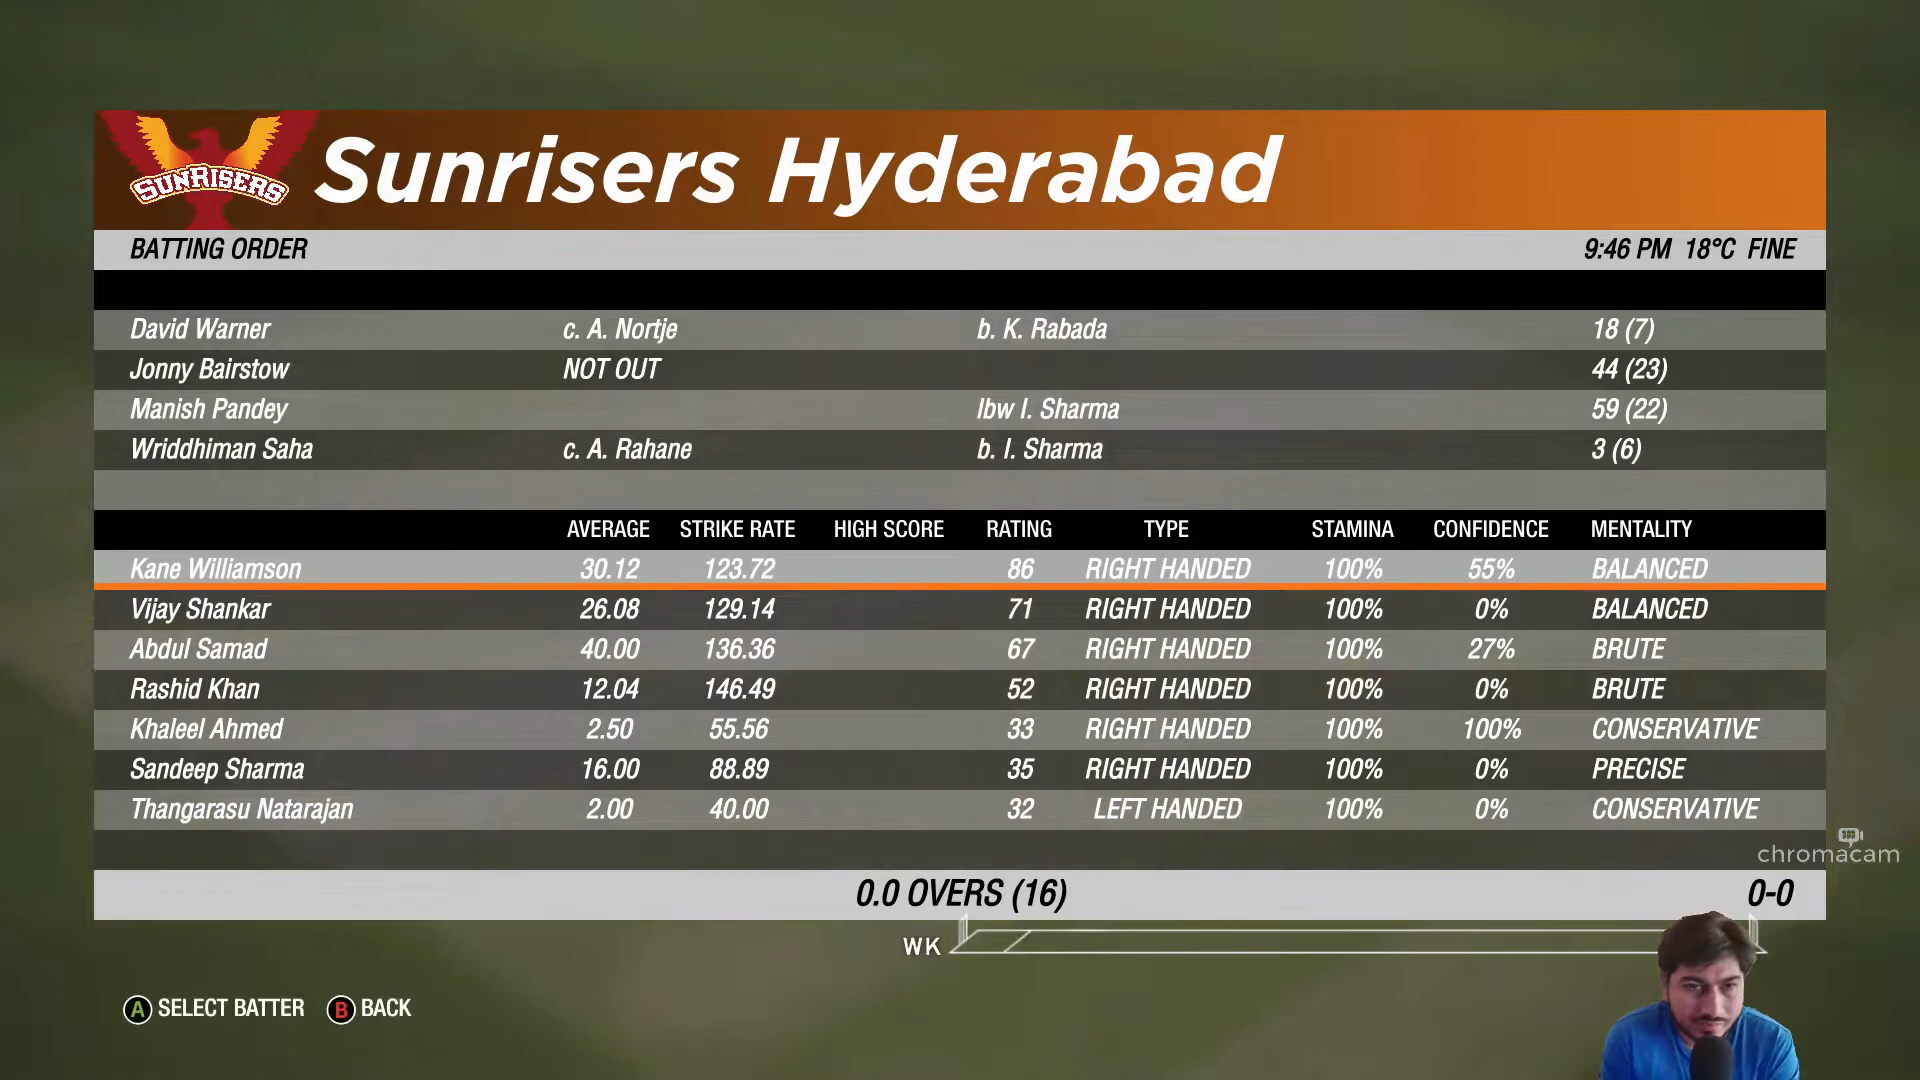 SUNRISERS
Sunrisers Hyderabad
BATTING ORDER 9:46 PM 18°C FINE
David Warner c. A. Nortje b. K. Rabada 18 (7)
Jonny Bairstow NOT OUT 44 (23)
Manish Pandey lbw I. Sharma 59 (22)
Wriddhiman Saha c. A. Rahane b. I. Sharma 3 (6)
AVERAGE STRIKE RATE HIGH SCORE RATING TYPE STAMINA CONFIDENCE MENTALITY
Kane Williamson 30.12 123.72 86 RIGHT HANDED 100% 55% BALANCED
Vijay Shankar 26.08 129.14 71 RIGHT HANDED 100% 0% BALANCED
Abdul Samad 40.00 136.36 67 RIGHT HANDED 100% 27% BRUTE
Rashid Khan 12.04 146.49 52 RIGHT HANDED 100% 0% BRUTE
Khaleel Ahmed 2.50 55.56 33 RIGHT HANDED 100% 100% CONSERVATIVE
Sandeep Sharma 16.00 88.89 35 RIGHT HANDED 100% 0% PRECISE
Thangarasu Natarajan 2.00 40.00 32 LEFT HANDED 100% 0% CONSERVATIVE
chromacam
0.0 OVERS (16) 0-0
WK
A SELECT BATTER B BACK